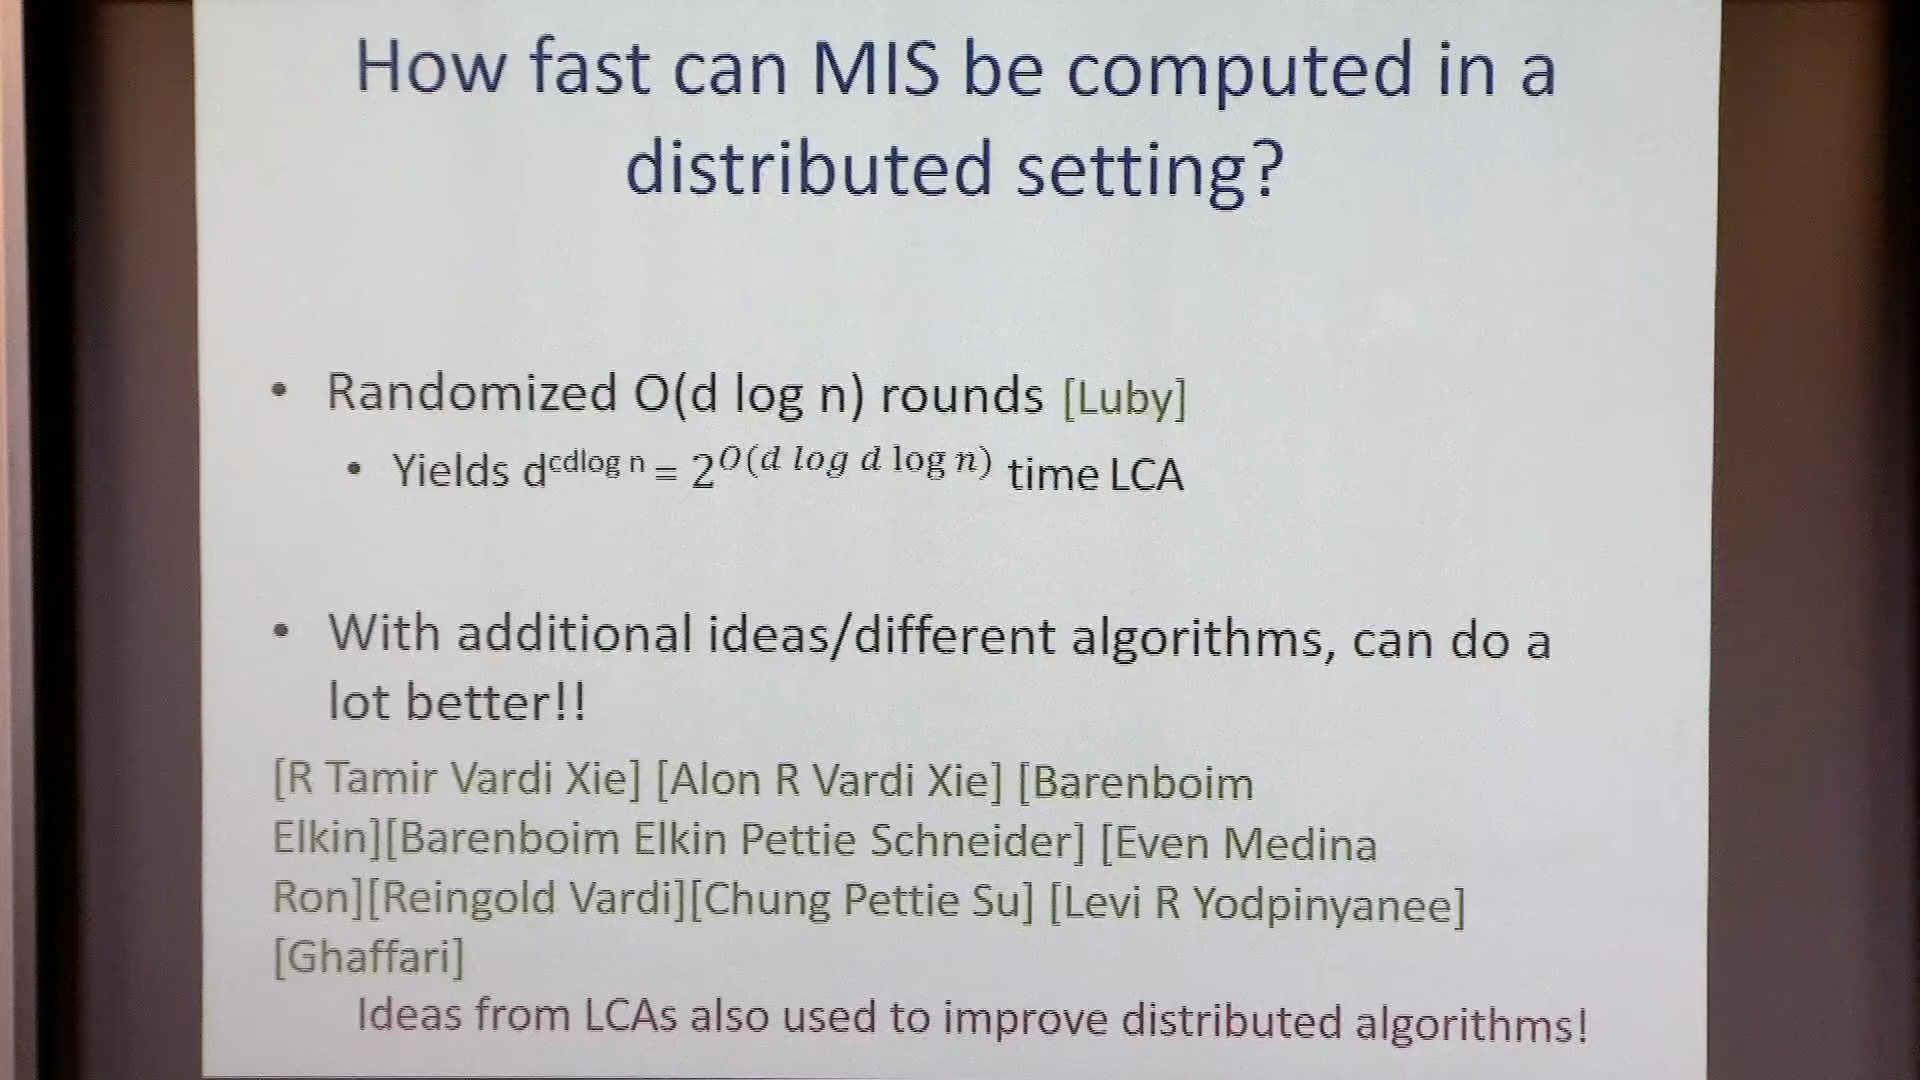 How fast can MIS be computed in a
distributed setting?
• Randomized O(d log n) rounds [Luby]
• Yields d^cdlog n = 2^O(d log d log n) time LCA
• With additional ideas/different algorithms, can do a
lot better!!
[R Tamir Vardi Xie] [Alon R Vardi Xie] [Barenboim
Elkin][Barenboim Elkin Pettie Schneider] [Even Medina
Ron][Reingold Vardi][Chung Pettie Su] [Levi R Yodpinyanee]
[Ghaffari]
Ideas from LCAs also used to improve distributed algorithms!